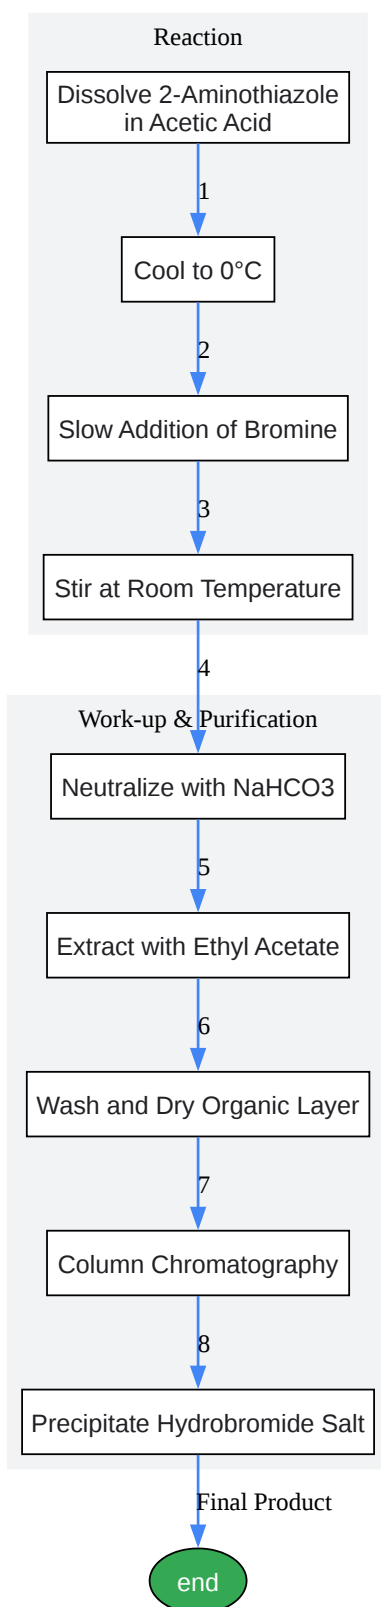 Reaction
Dissolve 2-Aminothiazole
in Acetic Acid
1
Cool to 0°C
2
Slow Addition of Bromine
3
Stir at Room Temperature
4
Work-up & Purification
Neutralize with NaHCO3
5
Extract with Ethyl Acetate
6
Wash and Dry Organic Layer
7
Column Chromatography
8
Precipitate Hydrobromide Salt
Final Product
end